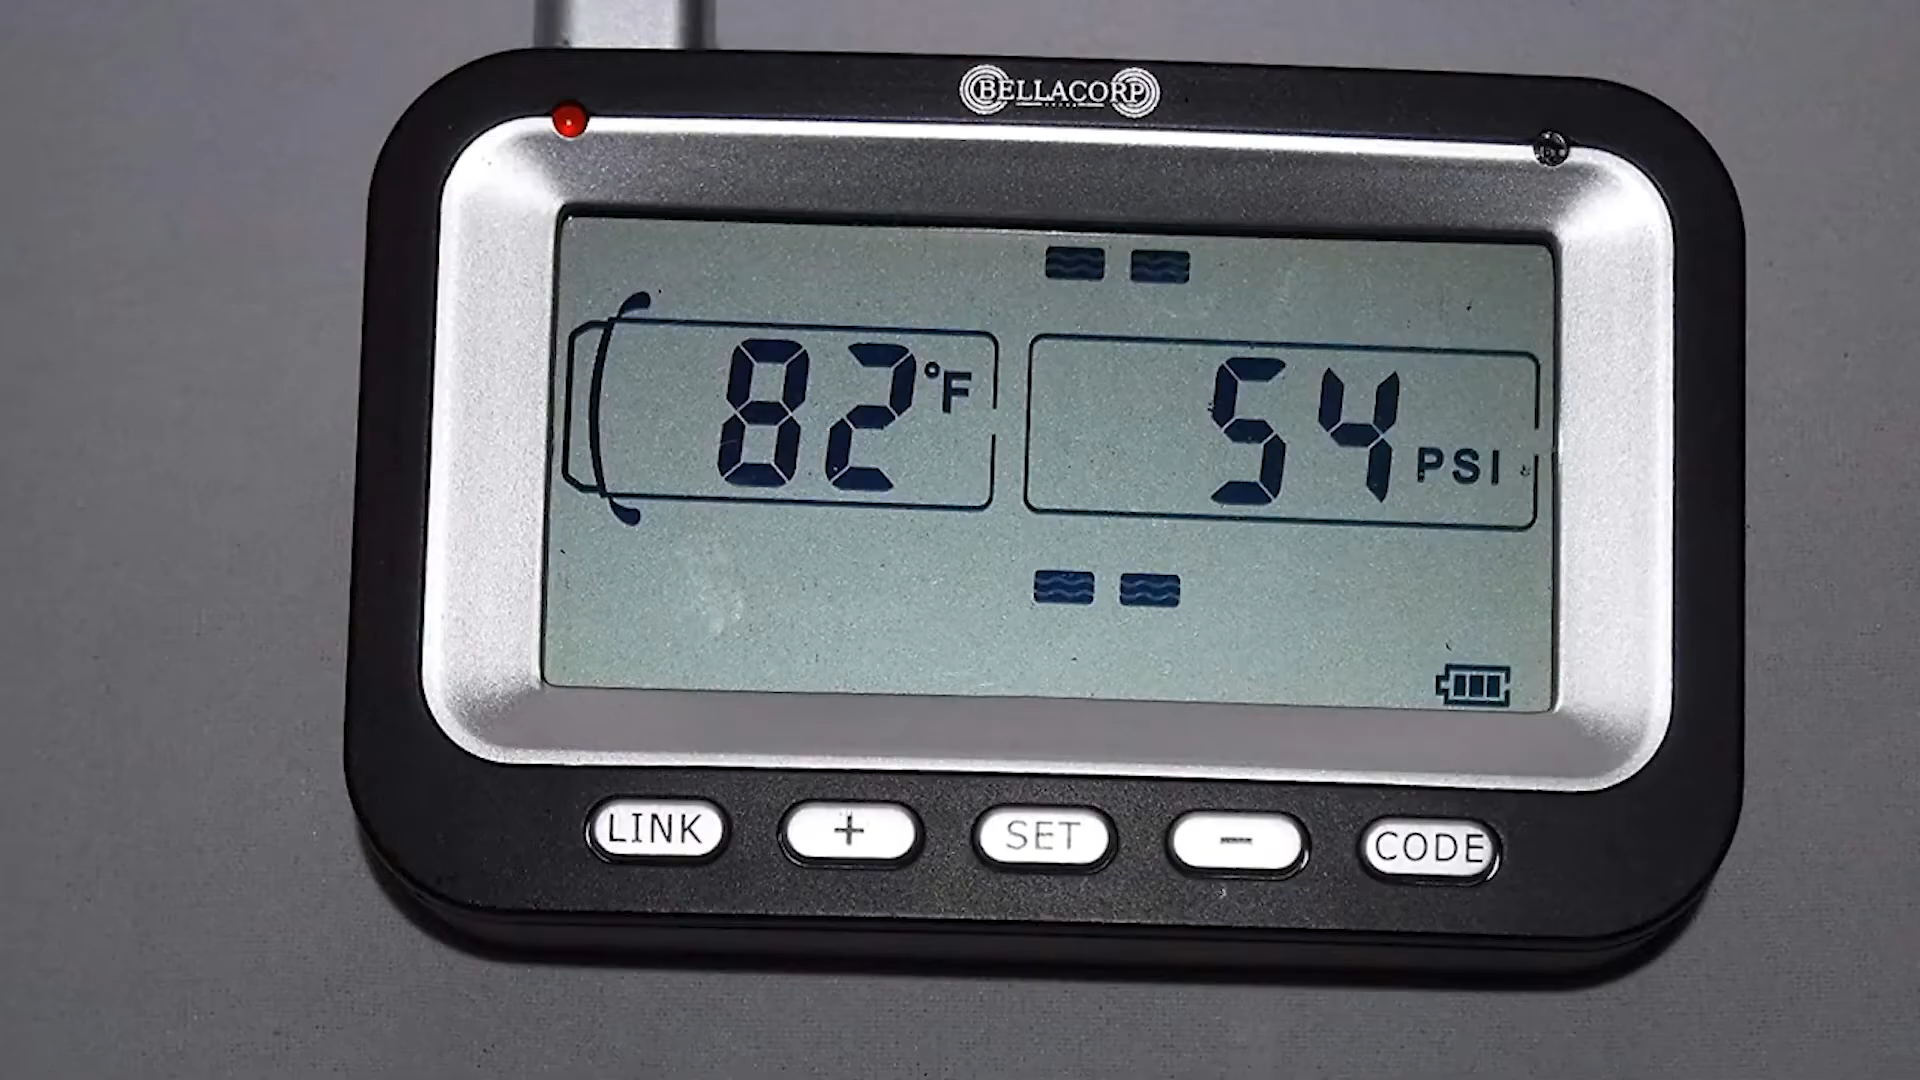 BELLACORP
82°F
54 PSI
LINK + SET - CODE